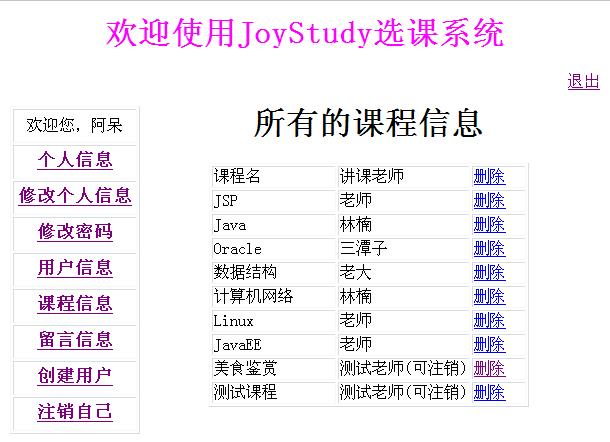 欢迎使用JoyStudy选课系统
退出
欢迎您，阿呆
个人信息
修改个人信息
修改密码
用户信息
课程信息
留言信息
创建用户
注销自己
所有的课程信息
课程名 讲课老师 删除
JSP 老师 删除
Java 林楠 删除
Oracle 三潭子 删除
数据结构 老大 删除
计算机网络 林楠 删除
Linux 老师 删除
JavaEE 老师 删除
美食鉴赏 测试老师(可注销) 删除
测试课程 测试老师(可注销) 删除